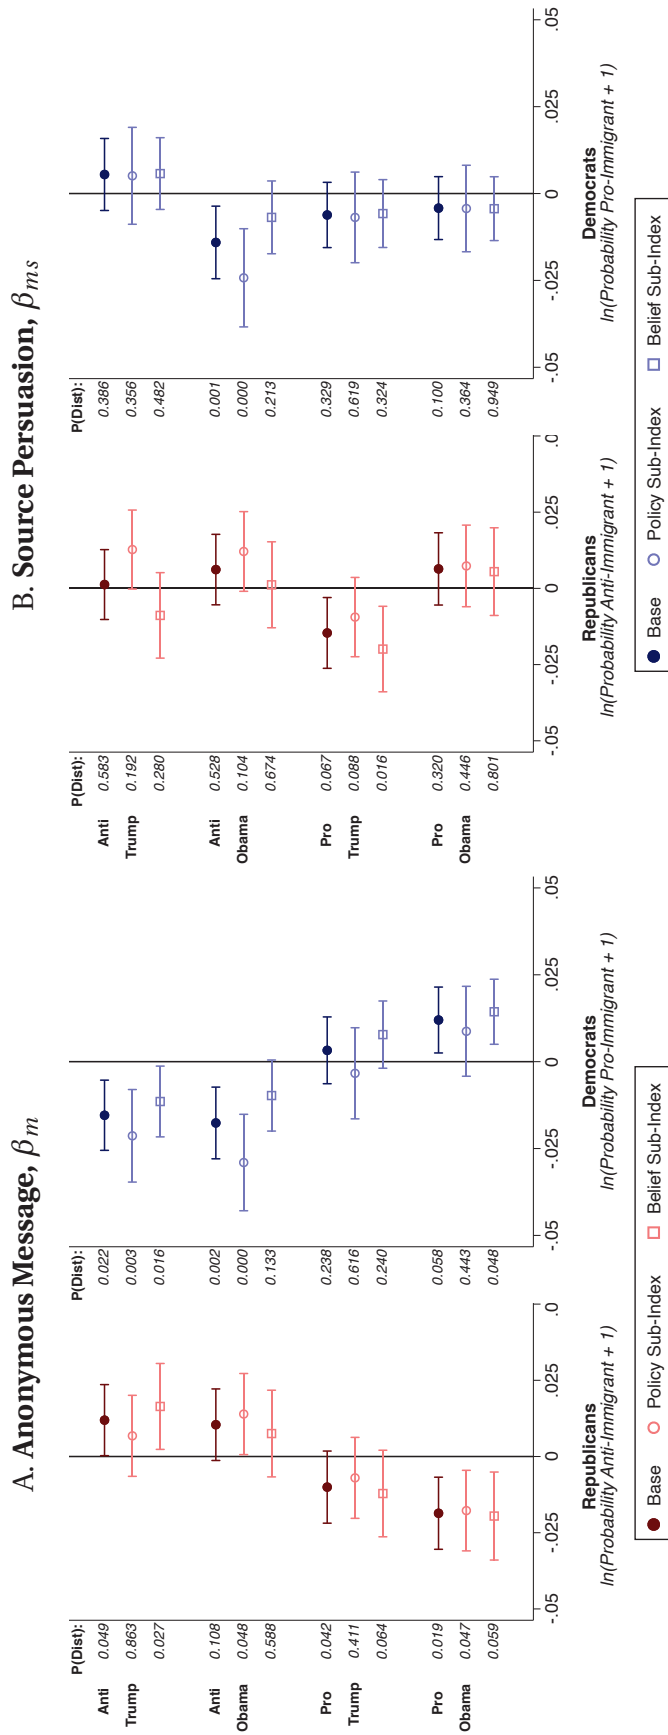 A. Anonymous Message, βms
P(Dist):
Anti 0.049
Trump 0.863
0.027
Anti 0.108
Obama 0.048
0.588
Pro 0.042
Trump 0.411
0.064
Pro 0.019
Obama 0.047
0.059
-.05 -.025 0 .025 .0
Republicans
ln(Probability Anti-Immigrant + 1)
P(Dist):
0.022
0.003
0.016
0.002
0.000
0.133
0.238
0.616
0.240
0.058
0.443
0.048
-.05 -.025 0 .025 .05
Democrats
ln(Probability Pro-Immigrant + 1)
Base Policy Sub-Index Belief Sub-Index
B. Source Persuasion, βms
P(Dist):
Anti 0.583
Trump 0.192
0.280
Anti 0.528
Obama 0.104
0.674
Pro 0.067
Trump 0.088
0.016
Pro 0.320
Obama 0.446
0.801
-.05 -.025 0 .025 .0
Republicans
ln(Probability Anti-Immigrant + 1)
P(Dist):
0.386
0.356
0.482
0.001
0.000
0.213
0.329
0.619
0.324
0.100
0.364
0.949
-.05 -.025 0 .025 .05
Democrats
ln(Probability Pro-Immigrant + 1)
Base Policy Sub-Index Belief Sub-Index